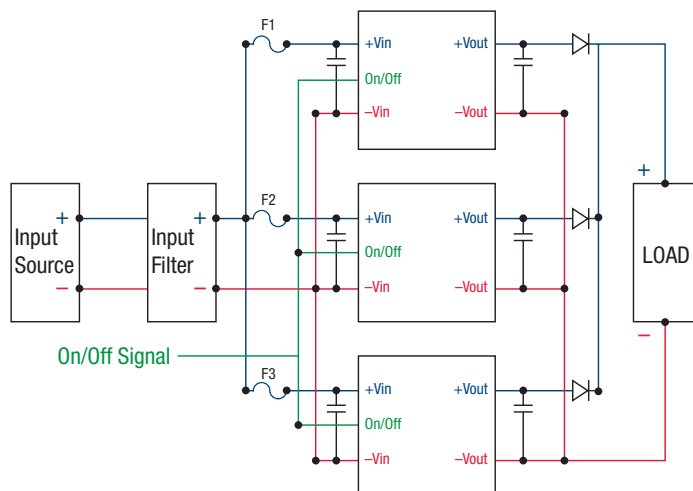 F1
+Vin
+Vout
On/Off
–Vin
–Vout
+
Input
Source
–
+
Input
Filter
–
F2
+Vin
+Vout
On/Off
–Vin
–Vout
+
LOAD
–
On/Off Signal
F3
+Vin
+Vout
On/Off
–Vin
–Vout